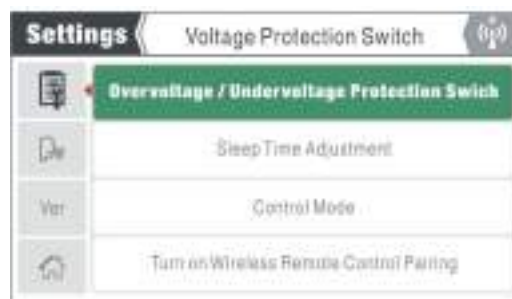 Settings Voltage Protection Switch
Overvoltage / Undervoltage Protection Swich
Sleep Time Adjustment
Ver Control Mode
Turn on Wireless Remote Control Pairing